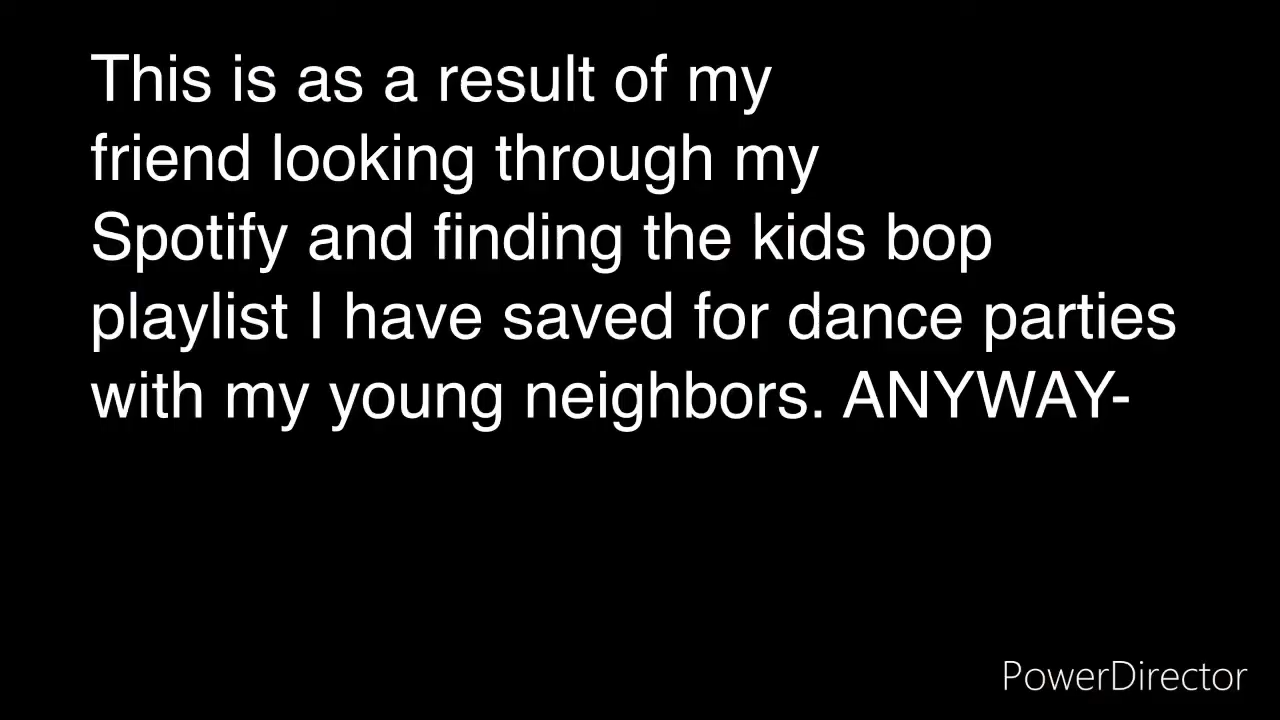 This is as a result of my
friend looking through my
Spotify and finding the kids bop
playlist I have saved for dance parties
with my young neighbors. ANYWAY-
PowerDirector